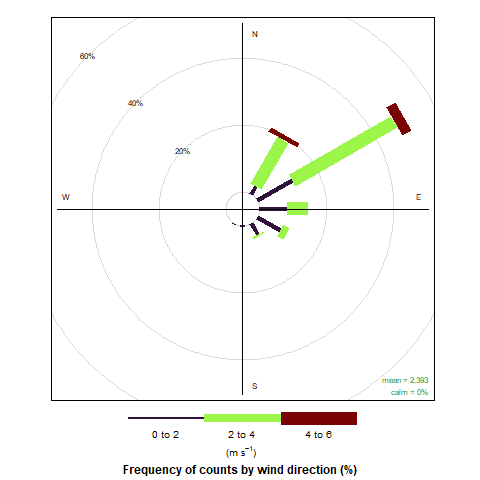 N
60%
40%
20%
W
E
S
mean = 2.393
calm = 0%
0 to 2
2 to 4
4 to 6
(m s⁻¹)
Frequency of counts by wind direction (%)